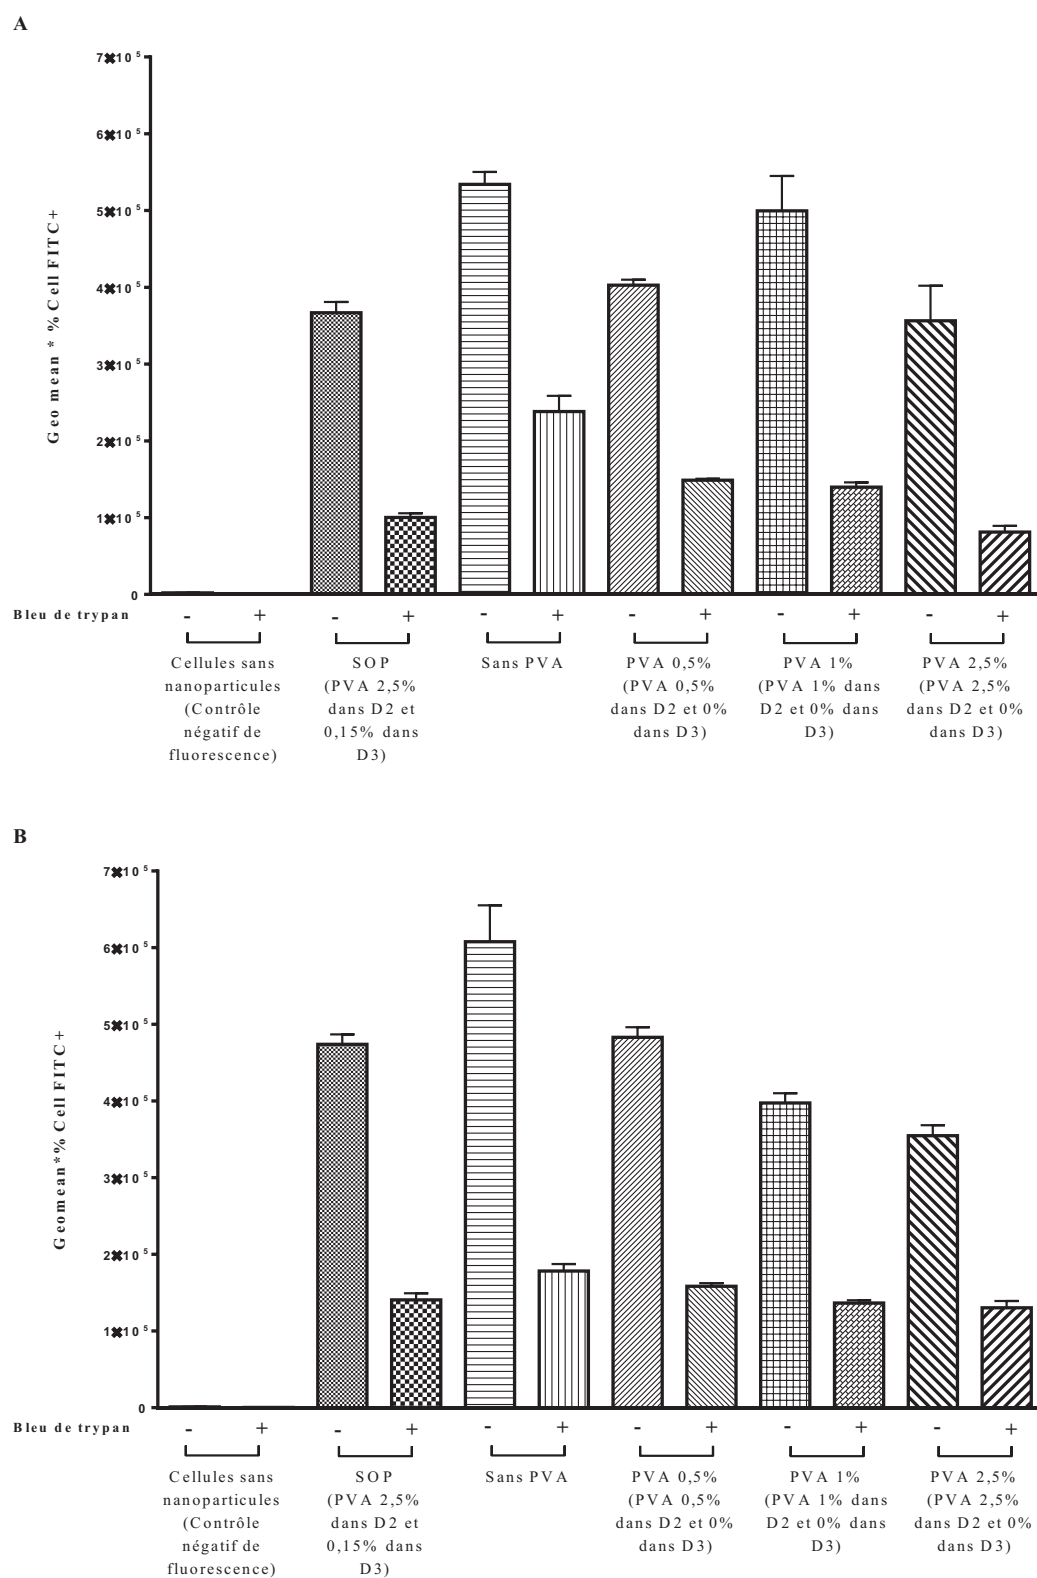 A
7✖10⁵
6✖10⁵
5✖10⁵
4✖10⁵
3✖10⁵
2✖10⁵
1✖10⁵
0
Geo mean * % Cell FITC+
Bleu de trypan - + - + - + - + - + - +
Cellules sans
nanoparticules
(Contrôle
négatif de
fluorescence)
SOP
(PVA 2,5%
dans D2 et
0,15% dans
D3)
Sans PVA
PVA 0,5%
(PVA 0,5%
dans D2 et 0%
dans D3)
PVA 1%
(PVA 1% dans
D2 et 0% dans
D3)
PVA 2,5%
(PVA 2,5%
dans D2 et 0%
dans D3)
B
7✖10⁵
6✖10⁵
5✖10⁵
4✖10⁵
3✖10⁵
2✖10⁵
1✖10⁵
0
Geomean*% Cell FITC+
Bleu de trypan - + - + - + - + - + - +
Cellules sans
nanoparticules
(Contrôle
négatif de
fluorescence)
SOP
(PVA 2,5%
dans D2 et
0,15% dans
D3)
Sans PVA
PVA 0,5%
(PVA 0,5%
dans D2 et 0%
dans D3)
PVA 1%
(PVA 1% dans
D2 et 0% dans
D3)
PVA 2,5%
(PVA 2,5%
dans D2 et 0%
dans D3)